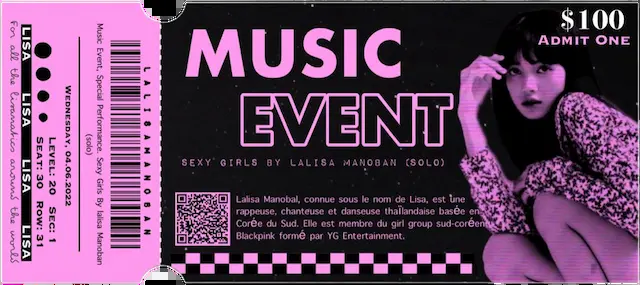 For all the livanatics around the world
LISA LISA LISA LISA
LEVEL: 20 SEC: 1
SEAT: 30 ROW: 31
WEDNESDAY, 04.06.2022
Music Event, Special Performance, Sexy Girls By lalisa Manoban
(solo)
LALISAMANOBAN
MUSIC
EVENT
SEXY GIRLS BY LALISA MANOBAN (SOLO)
$100
ADMIT ONE
Lalisa Manobal, connue sous le nom de Lisa, est une
rappeuse, chanteuse et danseuse thaïlandaise basée en
Corée du Sud. Elle est membre du girl group sud-coréen
Blackpink formé par YG Entertainment.